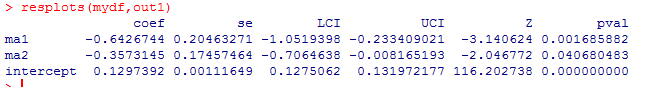 > resplots(mydf,out1)
coef se LCI UCI Z pval
ma1 -0.6426744 0.20463271 -1.0519398 -0.233409021 -3.140624 0.001685882
ma2 -0.3573145 0.17457464 -0.7064638 -0.008165193 -2.046772 0.040680483
intercept 0.1297392 0.00111649 0.1275062 0.131972177 116.202738 0.000000000
>